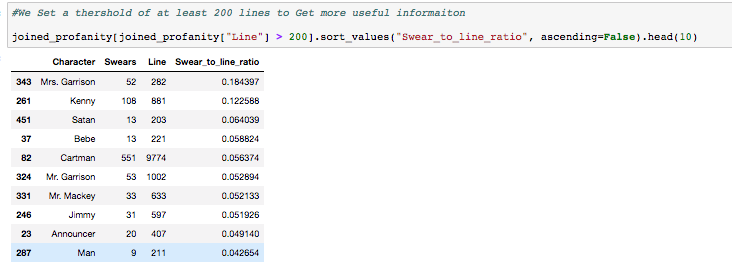 #We Set a thershold of at least 200 lines to Get more useful informaiton
joined_profanity[joined_profanity["Line"] > 200].sort_values("Swear_to_line_ratio", ascending=False).head(10)
Character Swears Line Swear_to_line_ratio
343 Mrs. Garrison 52 282 0.184397
261 Kenny 108 881 0.122588
451 Satan 13 203 0.064039
37 Bebe 13 221 0.058824
82 Cartman 551 9774 0.056374
324 Mr. Garrison 53 1002 0.052894
331 Mr. Mackey 33 633 0.052133
246 Jimmy 31 597 0.051926
23 Announcer 20 407 0.049140
287 Man 9 211 0.042654